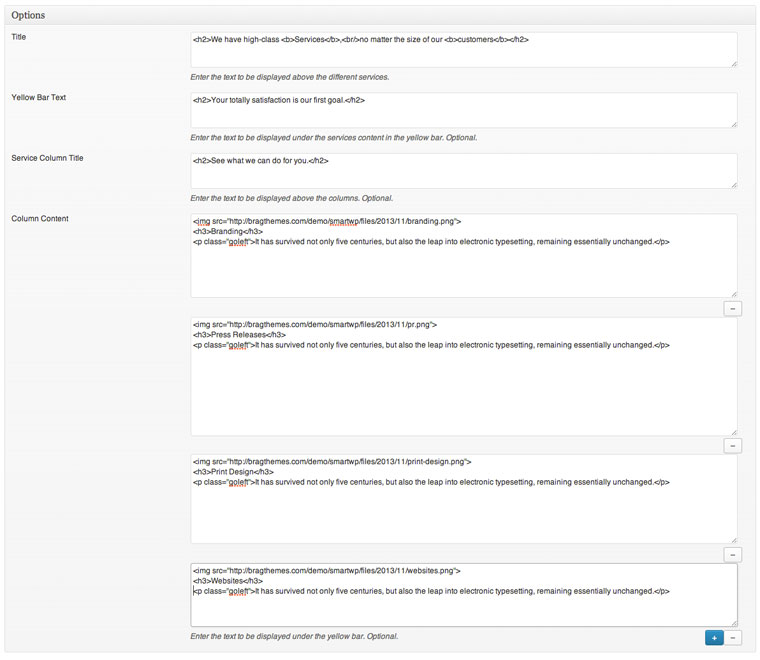 Options
Title
<h2>We have high-class <b>Services</b>,<br/>no matter the size of our <b>customers</b></h2>
Enter the text to be displayed above the different services.
Yellow Bar Text
<h2>Your totally satisfaction is our first goal.</h2>
Enter the text to be displayed under the services content in the yellow bar. Optional.
Service Column Title
<h2>See what we can do for you.</h2>
Enter the text to be displayed above the columns. Optional.
Column Content
<img src="http://bragthemes.com/demo/smartwp/files/2013/11/branding.png">
<h3>Branding</h3>
<p class="goleft">It has survived not only five centuries, but also the leap into electronic typesetting, remaining essentially unchanged.</p>
−
<img src="http://bragthemes.com/demo/smartwp/files/2013/11/pr.png">
<h3>Press Releases</h3>
<p class="goleft">It has survived not only five centuries, but also the leap into electronic typesetting, remaining essentially unchanged.</p>
−
<img src="http://bragthemes.com/demo/smartwp/files/2013/11/print-design.png">
<h3>Print Design</h3>
<p class="goleft">It has survived not only five centuries, but also the leap into electronic typesetting, remaining essentially unchanged.</p>
−
<img src="http://bragthemes.com/demo/smartwp/files/2013/11/websites.png">
<h3>Websites</h3>
<p class="goleft">It has survived not only five centuries, but also the leap into electronic typesetting, remaining essentially unchanged.</p>
Enter the text to be displayed under the yellow bar. Optional.
+ −